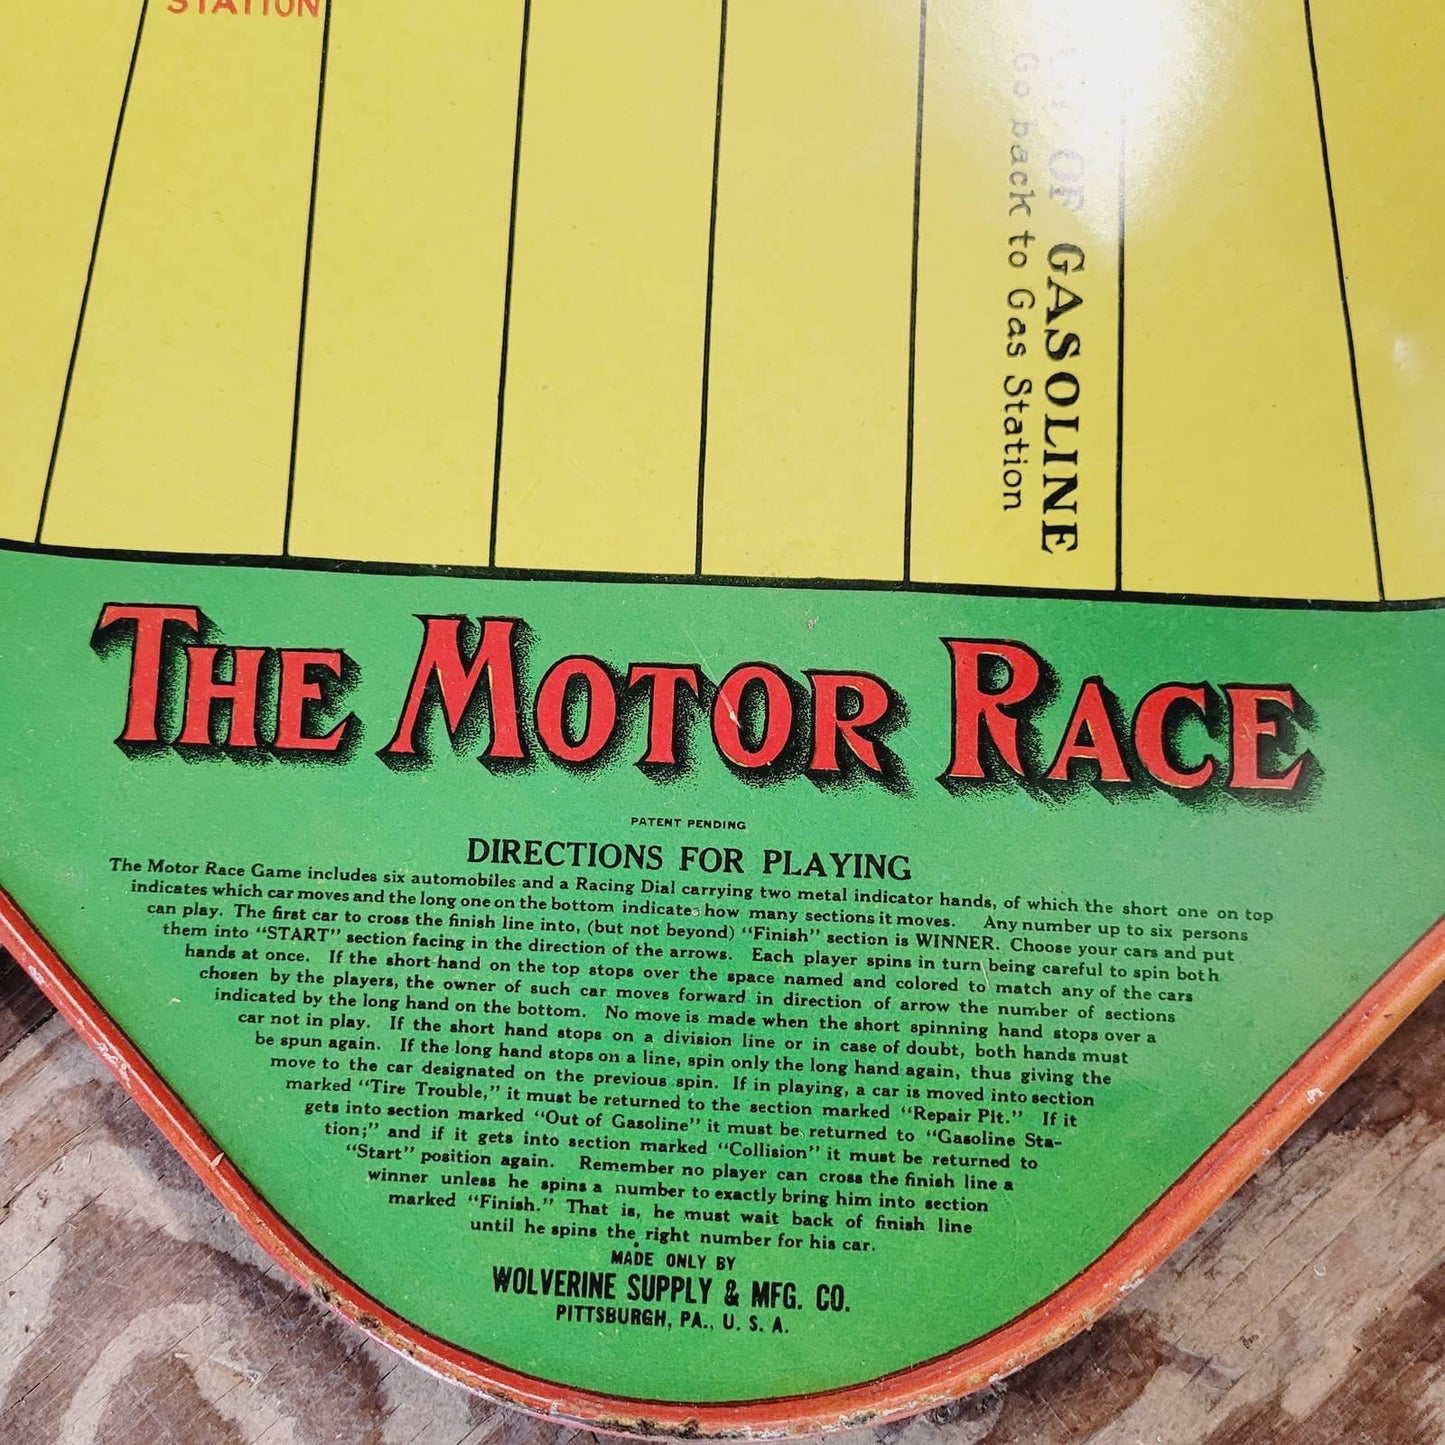 STATION
OF GASOLINE
Go back to Gas Station
THE MOTOR RACE
PATENT PENDING
DIRECTIONS FOR PLAYING
The Motor Race Game includes six automobiles and a Racing Dial carrying two metal indicator hands, of which the short one on top
indicates which car moves and the long one on the bottom indicates how many sections it moves. Any number up to six persons
can play. The first car to cross the finish line into, (but not beyond) "Finish" section is WINNER. Choose your cars and put
them into "START" section facing in the direction of the arrows. Each player spins in turn being careful to spin both
hands at once. If the short hand on the top stops over the space named and colored to match any of the cars
chosen by the players, the owner of such car moves forward in direction of arrow the number of sections
indicated by the long hand on the bottom. No move is made when the short spinning hand stops over a
car not in play. If the short hand stops on a division line or in case of doubt, both hands must
be spun again. If the long hand stops on a line, spin only the long hand again, thus giving the
move to the car designated on the previous spin. If in playing, a car is moved into section
marked "Tire Trouble," it must be returned to the section marked "Repair Pit." If it
gets into section marked "Out of Gasoline" it must be returned to "Gasoline Sta-
tion;" and if it gets into section marked "Collision" it must be returned to
"Start" position again. Remember no player can cross the finish line a
winner unless he spins a number to exactly bring him into section
marked "Finish." That is, he must wait back of finish line
until he spins the right number for his car.
MADE ONLY BY
WOLVERINE SUPPLY & MFG. CO.
PITTSBURGH, PA., U. S. A.